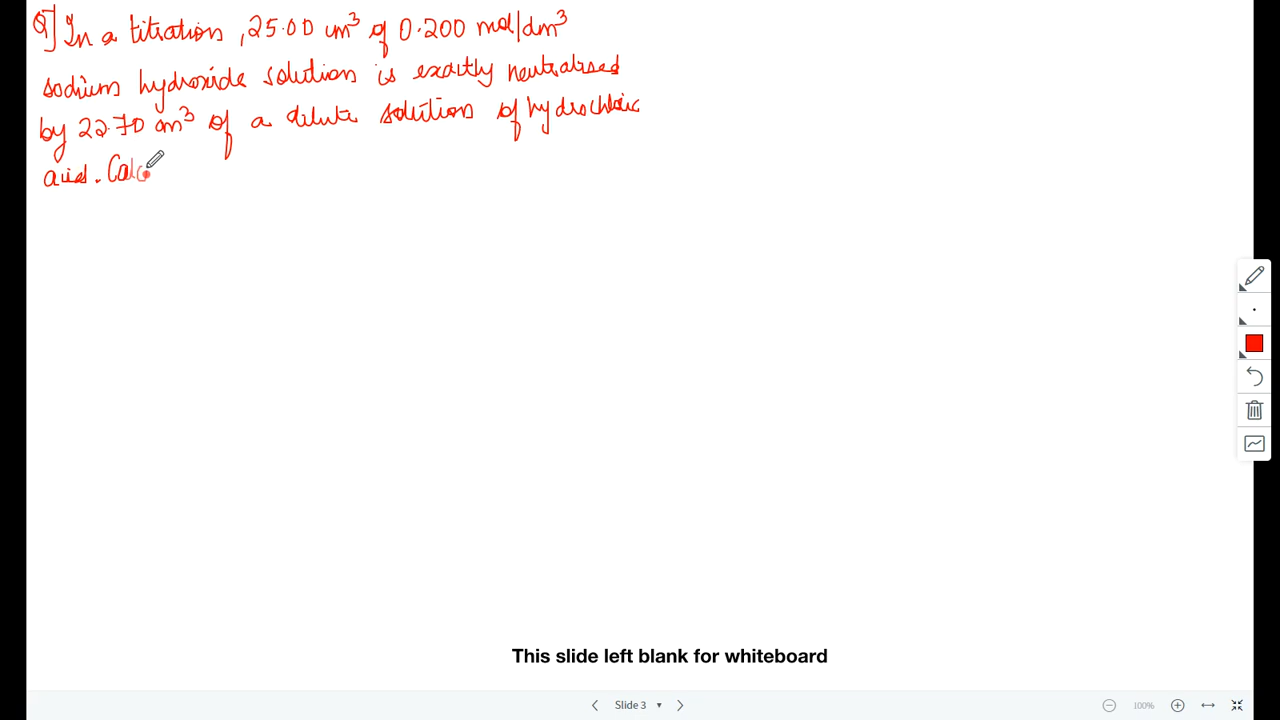 Q] In a titration, 25.00 cm³ of 0.200 mol/dm³
sodium hydroxide solution is exactly neutralised
by 22.70 cm³ of a dilute solution of hydrochloric
acid. Calc
This slide left blank for whiteboard
Slide 3
100%